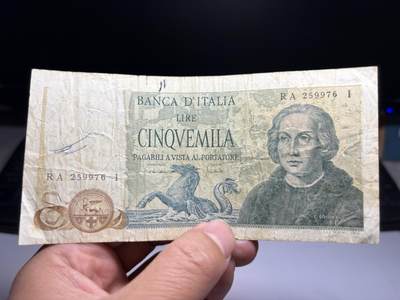 BANCA D'ITALIA
RA 259976 I
LIRE
CINQVEMILA
PAGABILI A VISTA AL PORTATORE
RA 259976 I